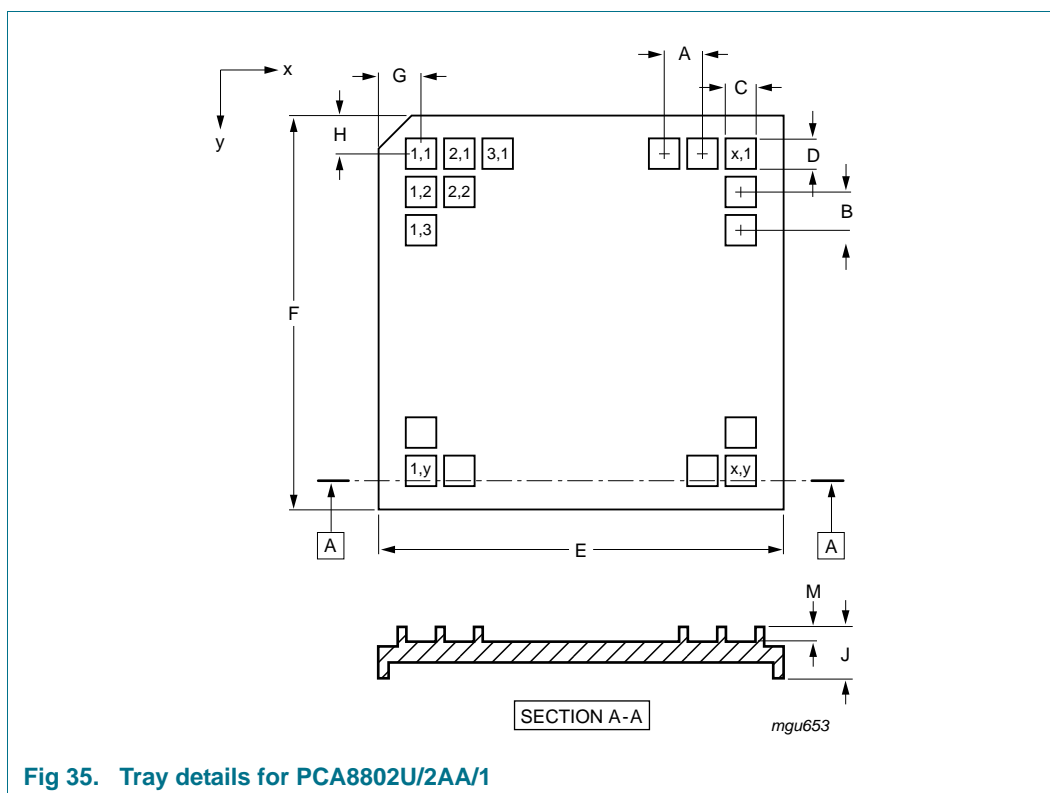 x
y
G
H
A
C
D
B
1,1 2,1 3,1 x,1
1,2 2,2
1,3
F
1,y x,y
A A
E
M
J
SECTION A-A
mgu653
Fig 35. Tray details for PCA8802U/2AA/1